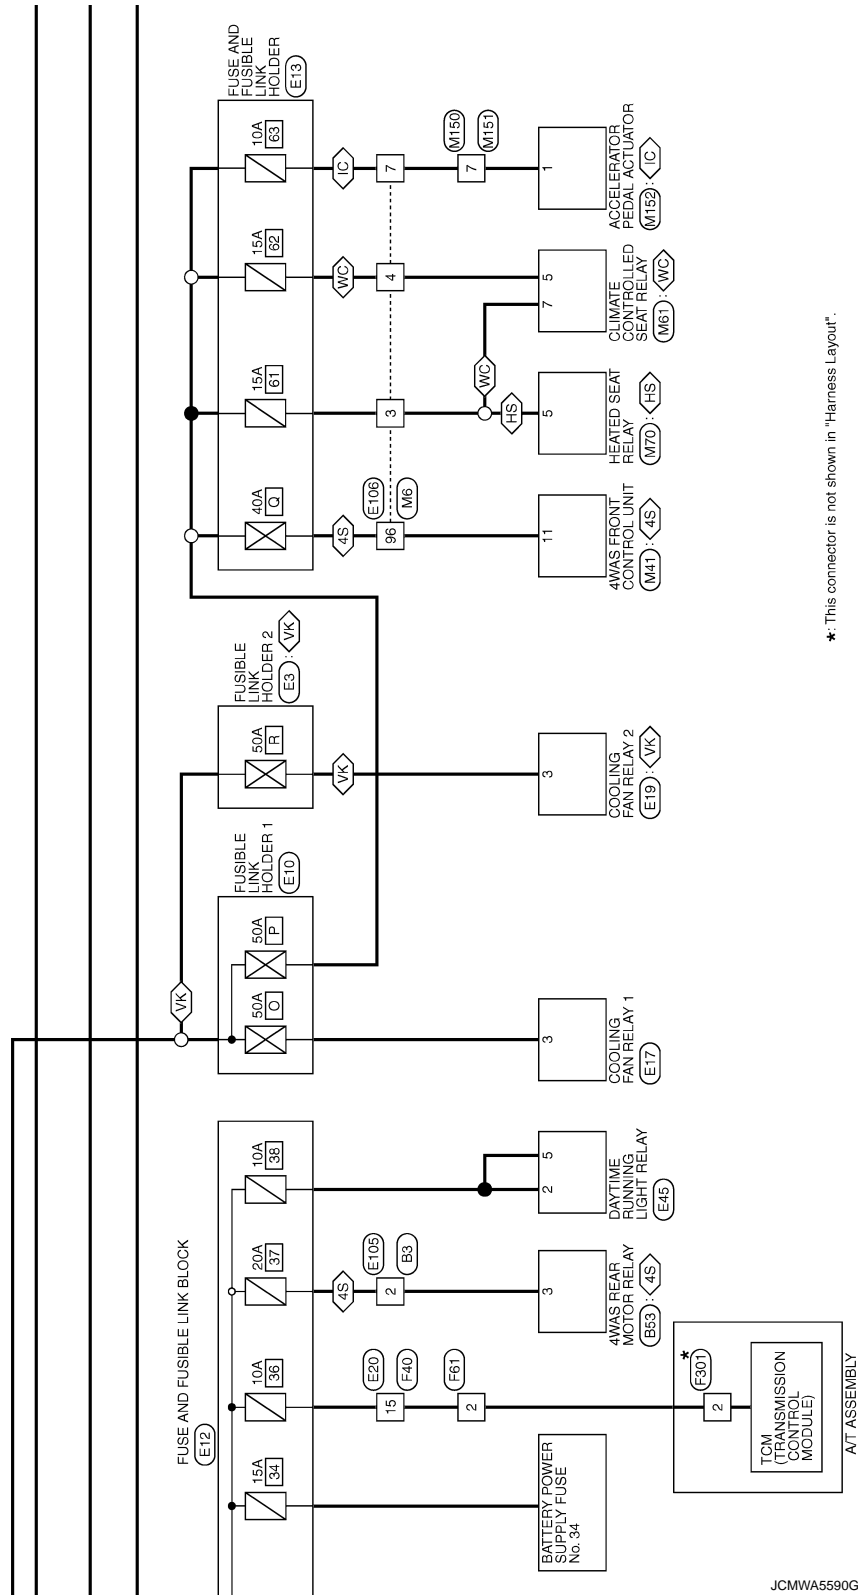 FUSE AND FUSIBLE LINK BLOCK
E12
15A
34
10A
36
20A
37
10A
38
FUSIBLE
LINK
HOLDER 1
E10
50A
O
50A
P
FUSIBLE
LINK
HOLDER 2
E3 : VK
50A
R
FUSE AND
FUSIBLE
LINK
HOLDER
E13
40A
Q
15A
61
15A
62
10A
63
VK
4S
VK
4S
WC
IC
E20
15
F40
F61
2
E105
2
B3
E106
96
M6
3
4
7
M150
7
M151
WC
HS
BATTERY POWER
SUPPLY FUSE
No. 34
3
4WAS REAR
MOTOR RELAY
B53 : 4S
2
5
DAYTIME
RUNNING
LIGHT RELAY
E45
3
COOLING
FAN RELAY 1
E17
3
COOLING
FAN RELAY 2
E19 : VK
11
4WAS FRONT
CONTROL UNIT
M41 : 4S
5
HEATED SEAT
RELAY
M70 : HS
7
5
CLIMATE
CONTROLLED
SEAT RELAY
M61 : WC
1
ACCELERATOR
PEDAL ACTUATOR
M152 : IC
*
F301
2
TCM
(TRANSMISSION
CONTROL
MODULE)
A/T ASSEMBLY
*: This connector is not shown in "Harness Layout".
JCMWA5590G